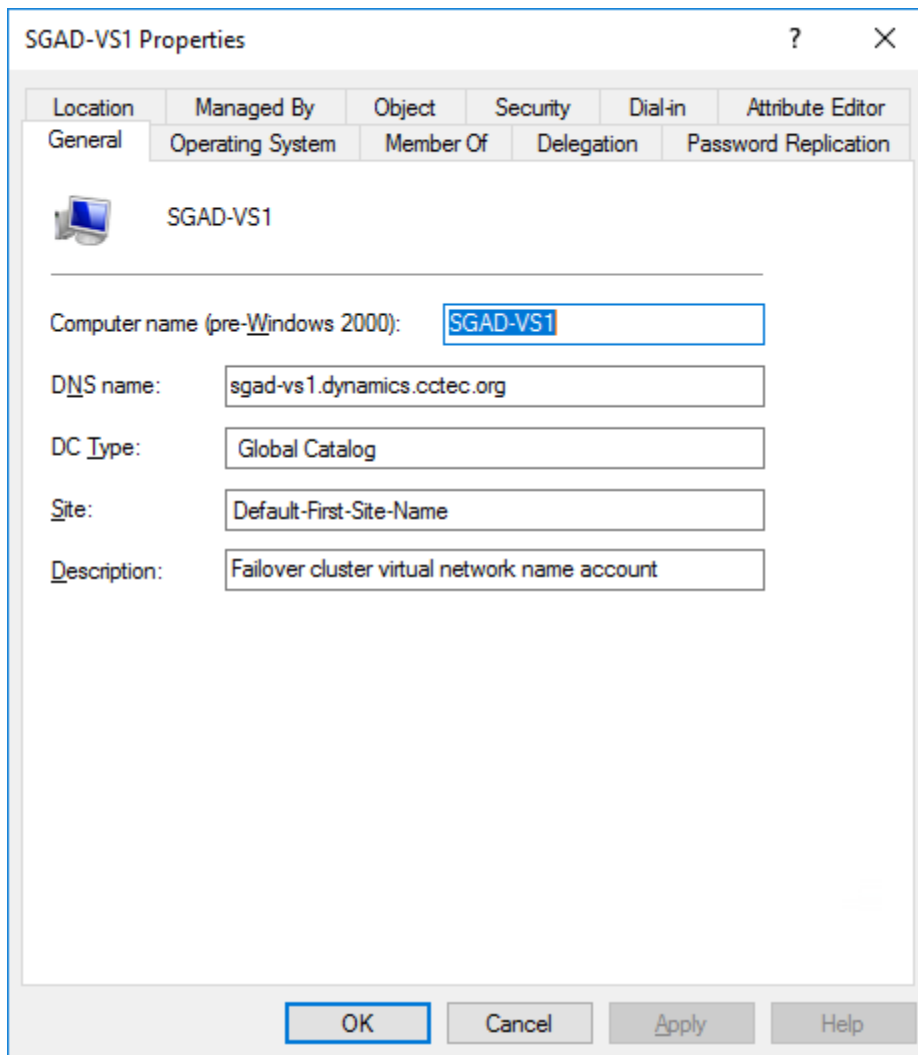 SGAD-VS1 Properties ?
Location Managed By Object Security Dial-in Attribute Editor
General Operating System Member Of Delegation Password Replication
SGAD-VS1
Computer name (pre-Windows 2000): SGAD-VS1
DNS name: sgad-vs1.dynamics.cctec.org
DC Type: Global Catalog
Site: Default-First-Site-Name
Description: Failover cluster virtual network name account
OK Cancel Apply Help